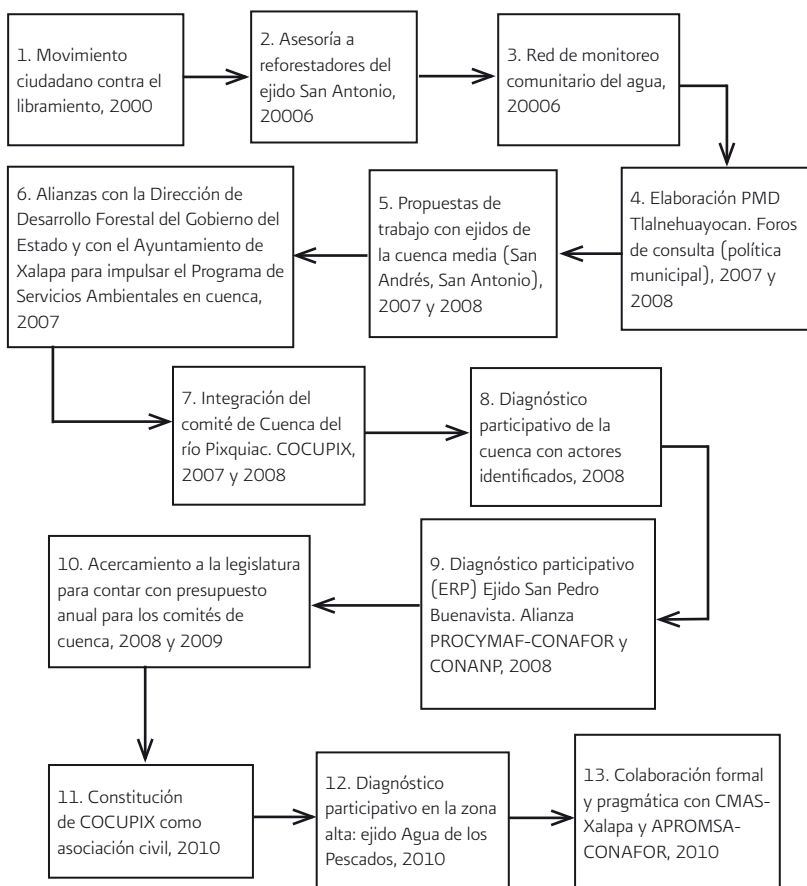 1. Movimiento
ciudadano contra el
libramiento, 2000
2. Asesoría a
reforestadores del
ejido San Antonio,
20006
3. Red de monitoreo
comunitario del agua,
20006
4. Elaboración PMD
Tlalnehuayocan. Foros
de consulta (política
municipal), 2007 y
2008
5. Propuestas de
trabajo con ejidos de
la cuenca media (San
Andrés, San Antonio),
2007 y 2008
6. Alianzas con la Dirección de
Desarrollo Forestal del Gobierno del
Estado y con el Ayuntamiento de
Xalapa para impulsar el Programa de
Servicios Ambientales en cuenca,
2007
7. Integración del
comité de Cuenca del
río Pixquiac. COCUPIX,
2007 y 2008
8. Diagnóstico
participativo de la
cuenca con actores
identificados, 2008
9. Diagnóstico participativo
(ERP) Ejido San Pedro
Buenavista. Alianza
PROCYMAF-CONAFOR y
CONANP, 2008
10. Acercamiento a la legislatura
para contar con presupuesto
anual para los comités de
cuenca, 2008 y 2009
11. Constitución
de COCUPIX como
asociación civil, 2010
12. Diagnóstico
participativo en la zona
alta: ejido Agua de los
Pescados, 2010
13. Colaboración formal
y pragmática con CMAS-
Xalapa y APROMSA-
CONAFOR, 2010